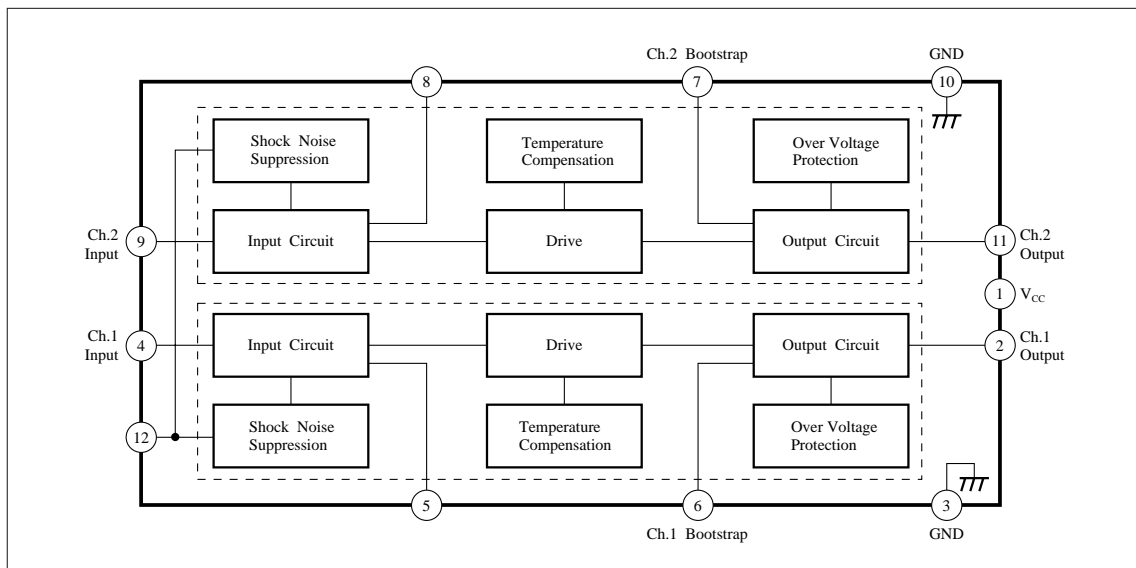 Ch.2 Bootstrap
GND
8
7
10
Shock Noise
Suppression
Temperature
Compensation
Over Voltage
Protection
Ch.2
Input
9
Input Circuit
Drive
Output Circuit
11
Ch.2
Output
1
VCC
Ch.1
Input
4
Input Circuit
Drive
Output Circuit
2
Ch.1
Output
12
Shock Noise
Suppression
Temperature
Compensation
Over Voltage
Protection
5
6
3
Ch.1 Bootstrap
GND